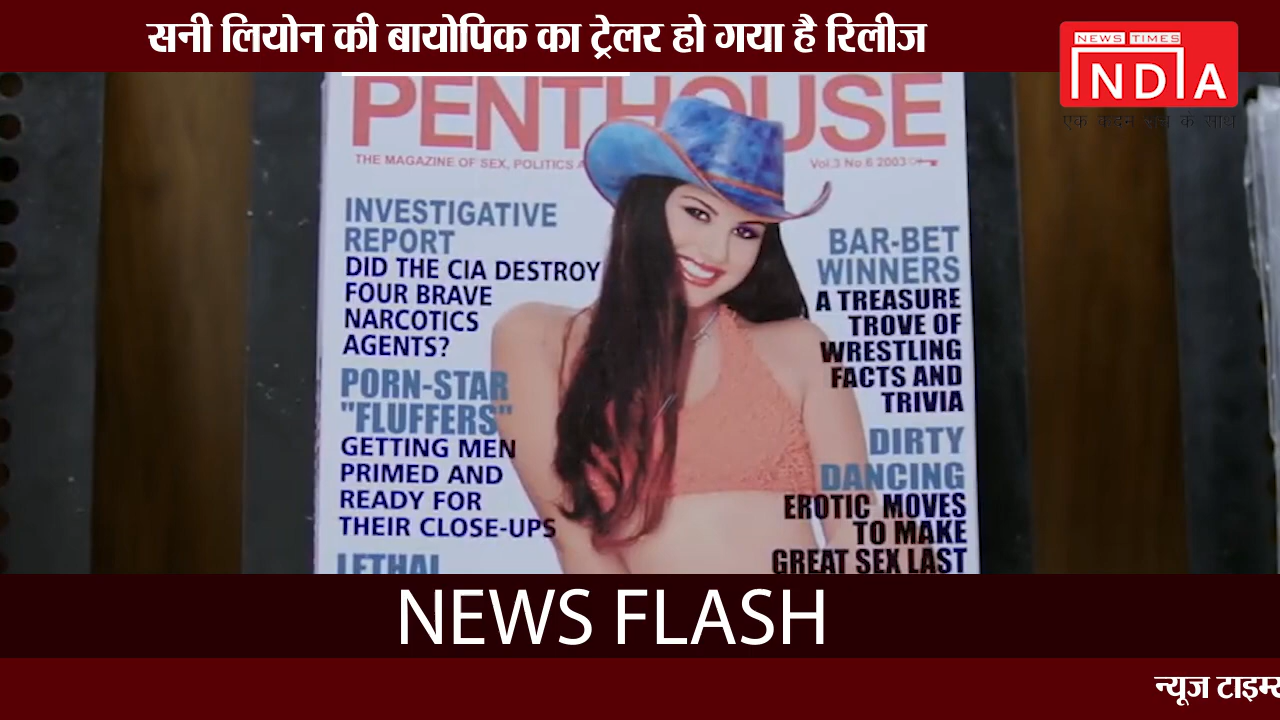 सनी लियोन की बायोपिक का ट्रेलर हो गया है रिलीज
NEWS TIMES
INDIA
एक कदम
के साथ
PENTHOUSE
THE MAGAZINE OF SEX, POLITICS
Vol.3 No 6 2003
INVESTIGATIVE
REPORT
DID THE CIA DESTROY
FOUR BRAVE
NARCOTICS
AGENTS?
PORN-STAR
"FLUFFERS"
GETTING MEN
PRIMED AND
READY FOR
THEIR CLOSE-UPS
LETHAL
BAR-BET
WINNERS
A TREASURE
TROVE OF
WRESTLING
FACTS AND
TRIVIA
DIRTY
DANCING
EROTIC MOVES
TO MAKE
GREAT SEX LAST
NEWS FLASH
न्यूज टाइम्स